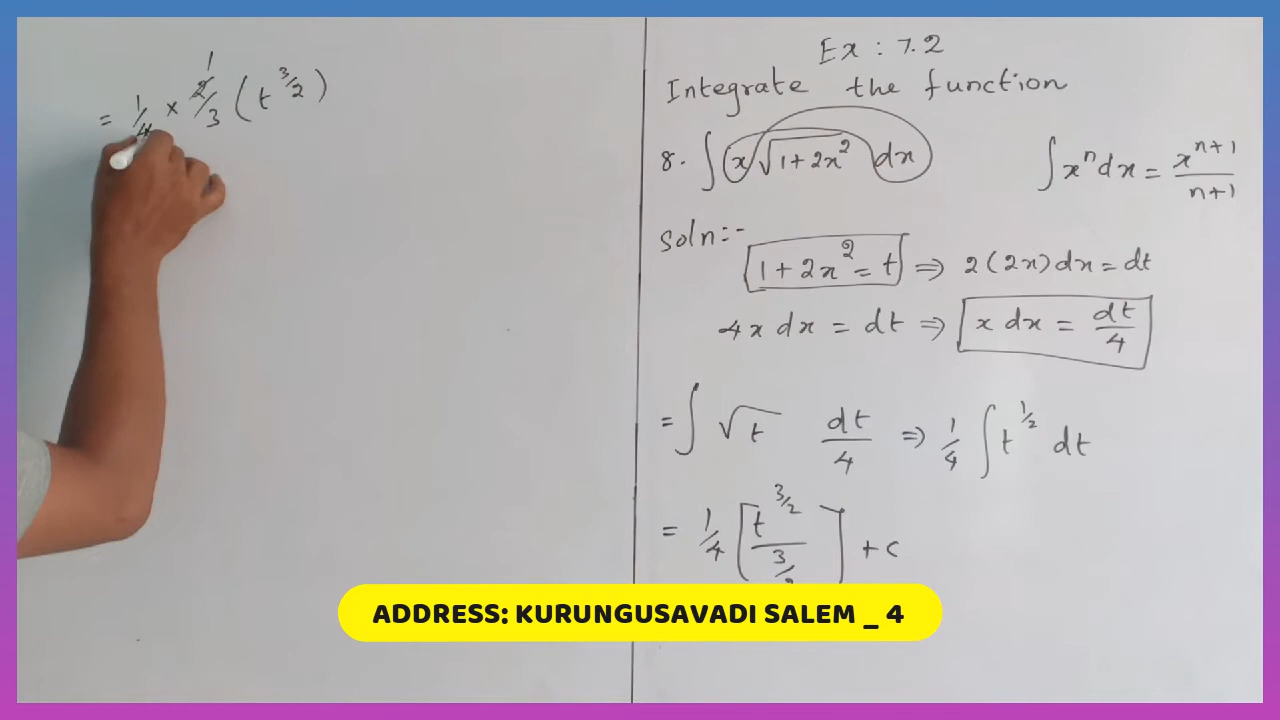 Ex : 7.2
Integrate the function
8. ∫ x √(1+2x²) dx
∫ xⁿ dx = xⁿ⁺¹/n+1
Soln:-
1+2x² = t ⇒ 2(2x)dx = dt
4x dx = dt ⇒ x dx = dt/4
= ∫ √t dt/4 ⇒ 1/4 ∫ t^1/2 dt
= 1/4 [t^3/2 / 3/2] + c
= 1/4 × 2/3 (t^3/2)
1
ADDRESS: KURUNGUSAVADI SALEM _ 4